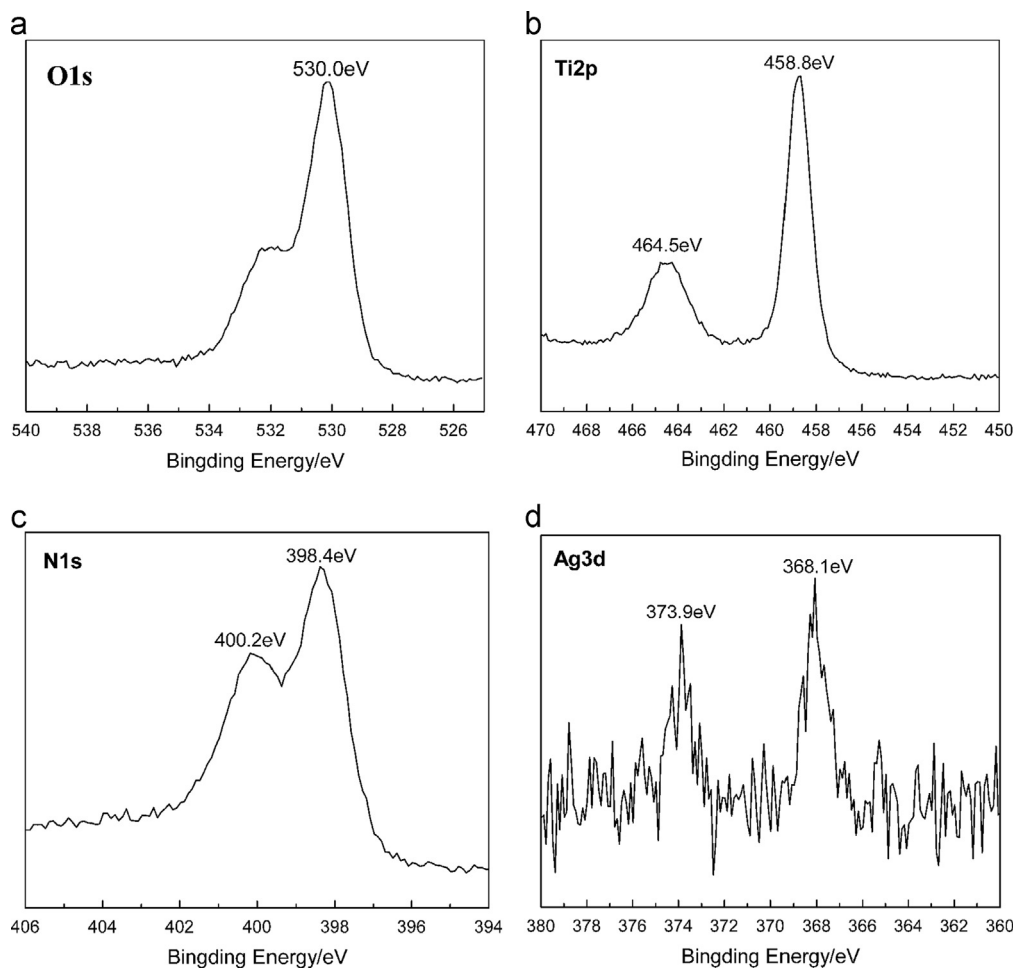 a
O1s
530.0eV
540 538 536 534 532 530 528 526
Bingding Energy/eV
b
Ti2p
458.8eV
464.5eV
470 468 466 464 462 460 458 456 454 452 450
Bingding Energy/eV
c
N1s
398.4eV
400.2eV
406 404 402 400 398 396 394
Bingding Energy/eV
d
Ag3d
368.1eV
373.9eV
380 378 376 374 372 370 368 366 364 362 360
Bingding Energy/eV